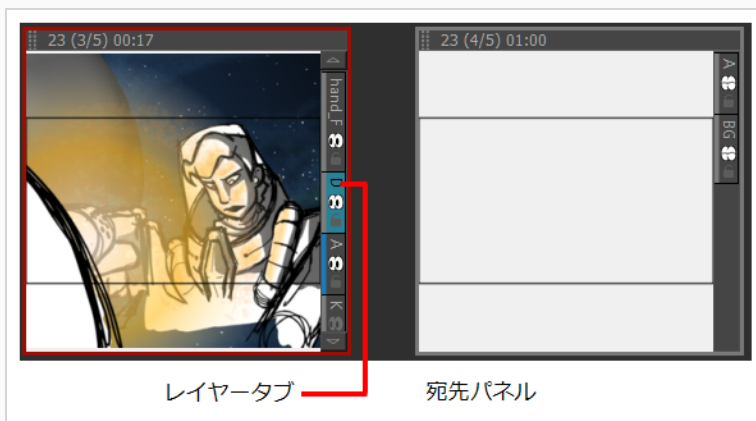 23 (3/5) 00:17
hand_F
D
A
K
23 (4/5) 01:00
A
BG
レイヤータブ
宛先パネル